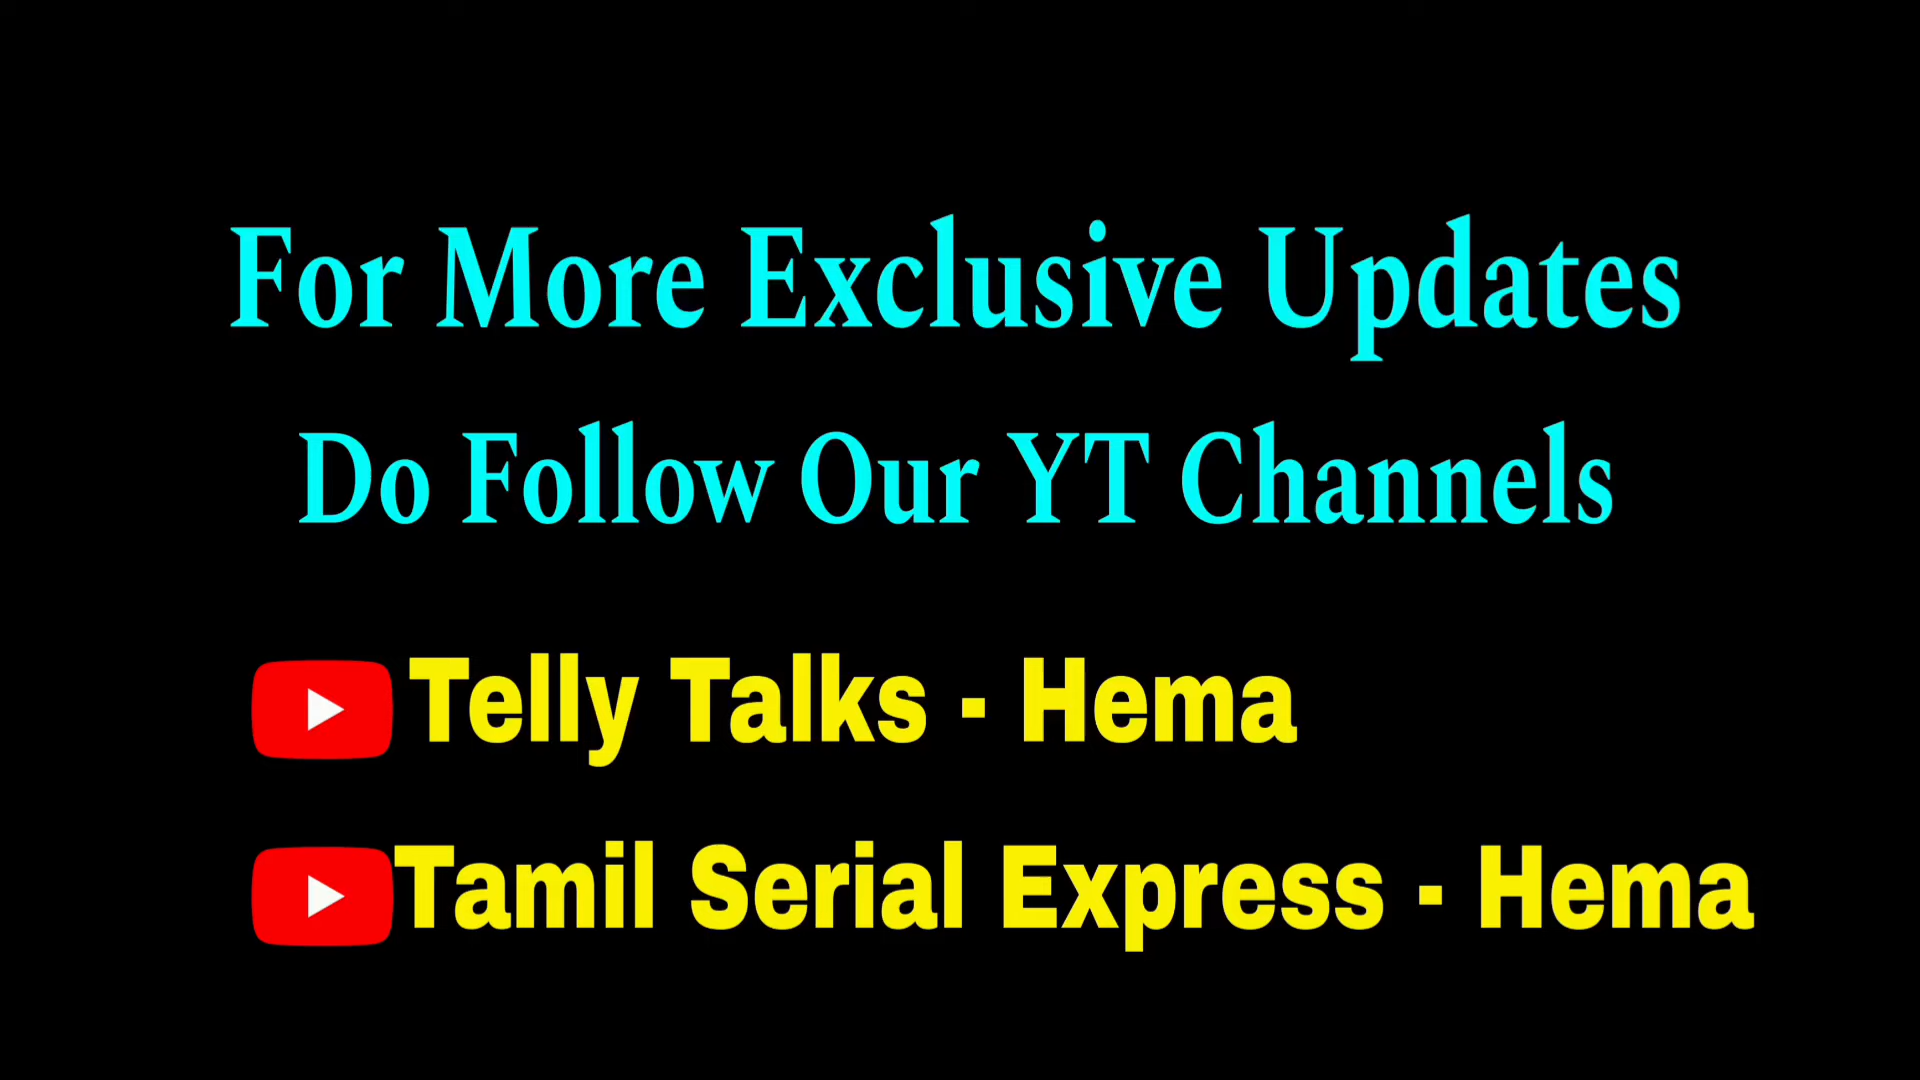 For More Exclusive Updates
Do Follow Our YT Channels
Telly Talks - Hema
Tamil Serial Express - Hema